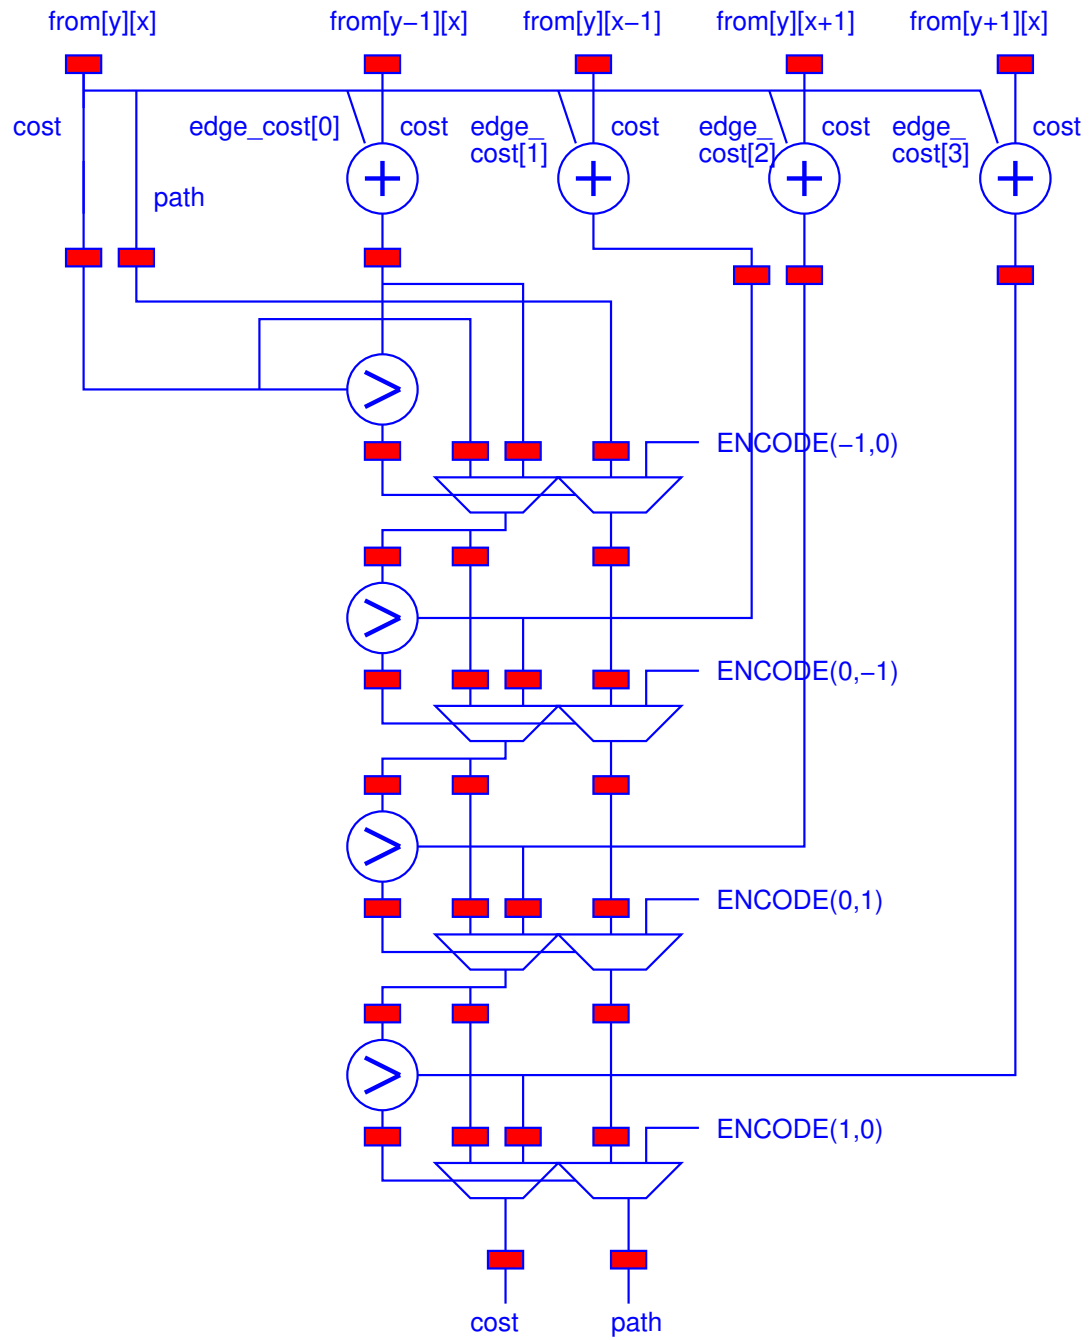 from[y][x]
from[y−1][x]
from[y][x−1]
from[y][x+1]
from[y+1][x]
cost
edge_cost[0]
cost
edge_
cost[1]
cost
edge_
cost[2]
cost
edge_
cost[3]
cost
path
ENCODE(−1,0)
ENCODE(0,−1)
ENCODE(0,1)
ENCODE(1,0)
cost
path